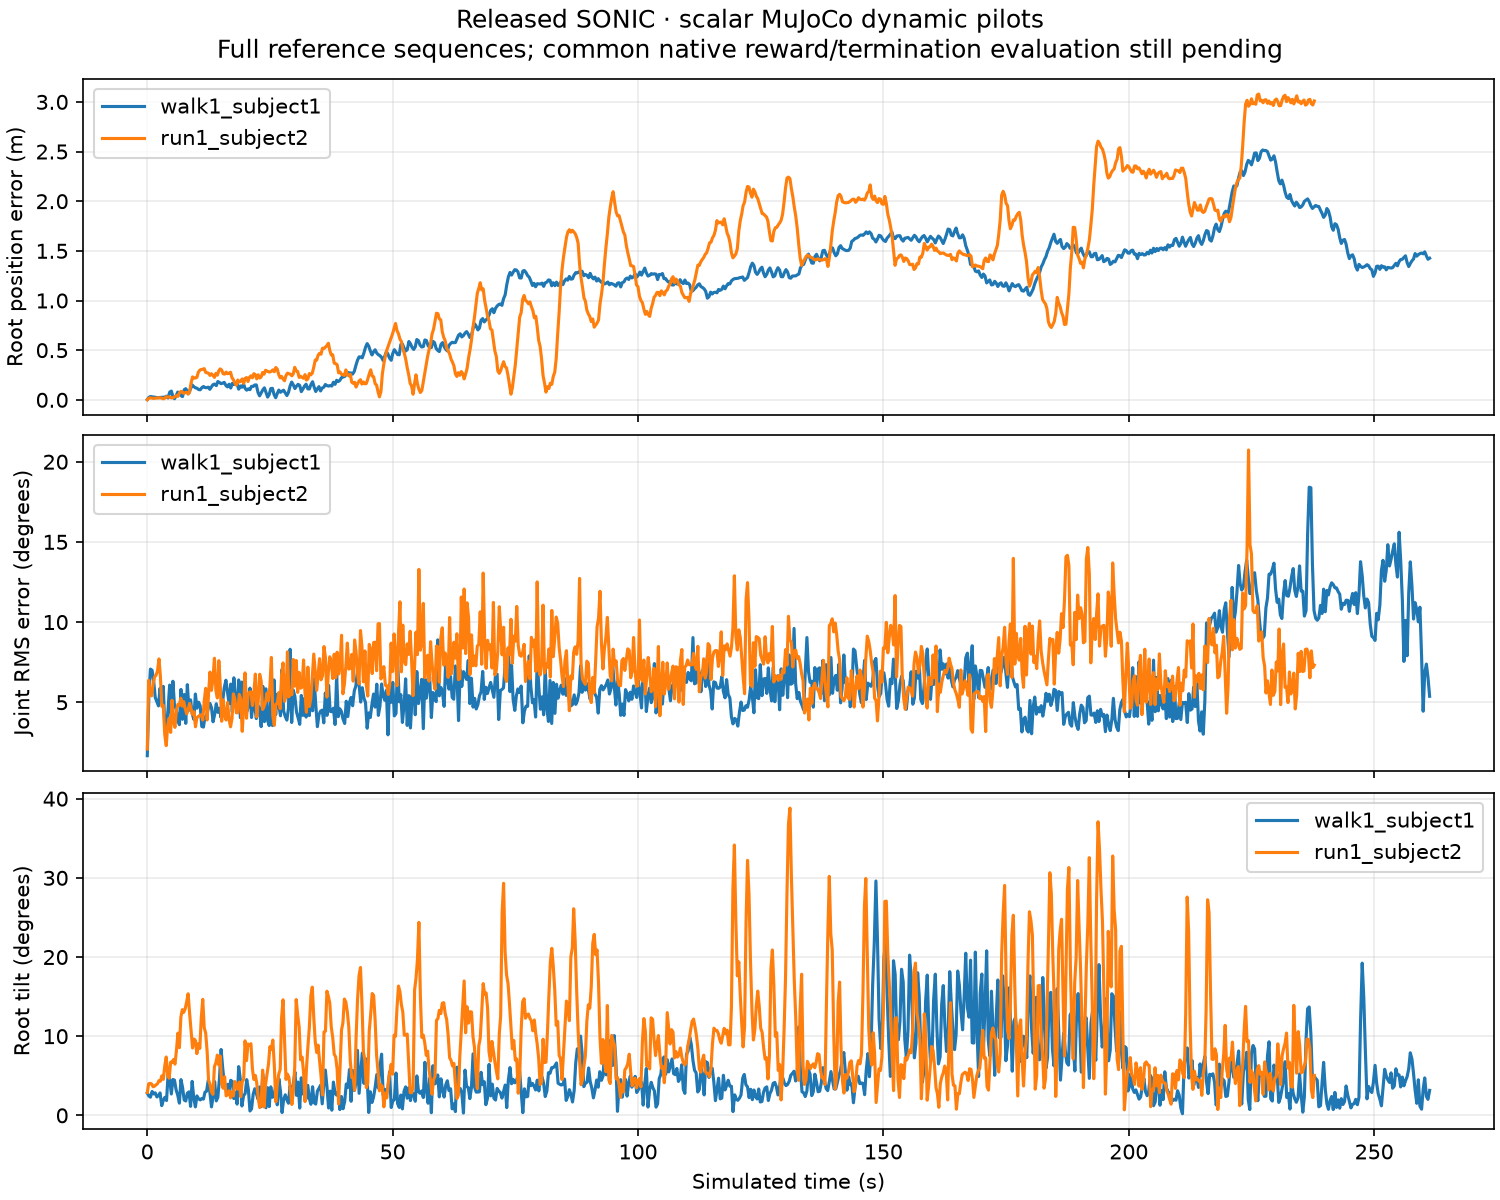 Released SONIC · scalar MuJoCo dynamic pilots
Full reference sequences; common native reward/termination evaluation still pending
Root position error (m)
3.0
2.5
2.0
1.5
1.0
0.5
0.0
walk1_subject1
run1_subject2
Joint RMS error (degrees)
20
15
10
5
walk1_subject1
run1_subject2
Root tilt (degrees)
40
30
20
10
0
walk1_subject1
run1_subject2
0
50
100
150
200
250
Simulated time (s)